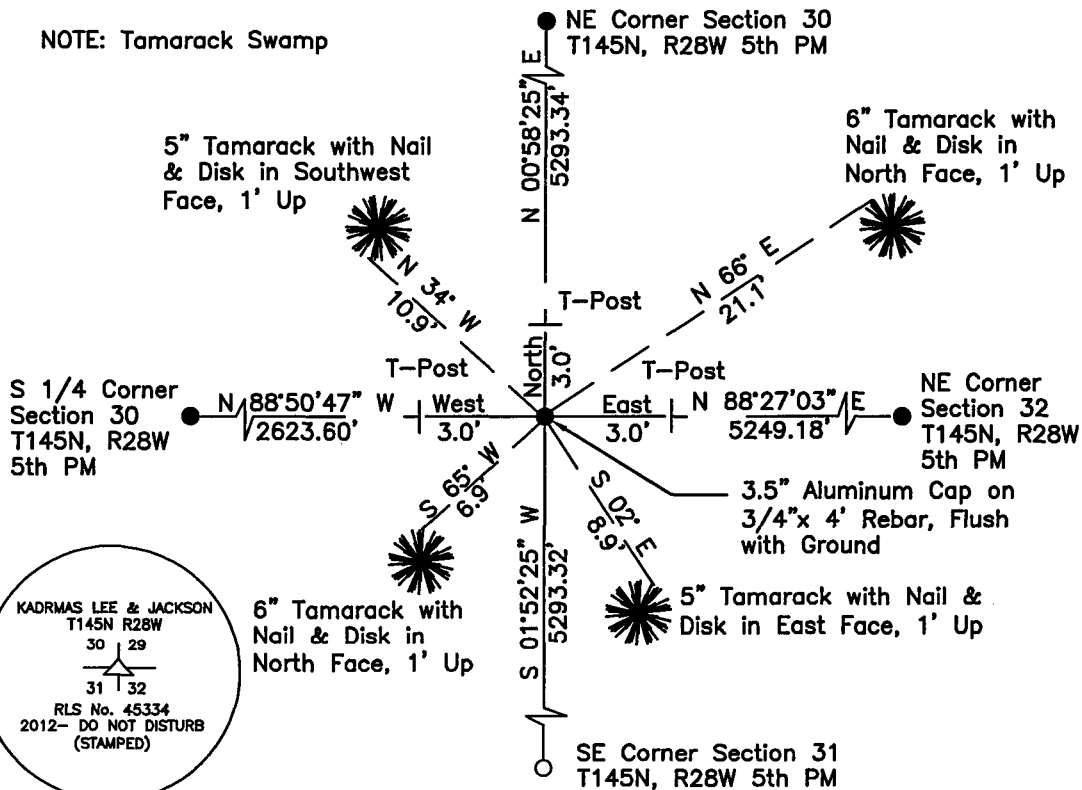 NOTE: Tamarack Swamp
NE Corner Section 30
T145N, R28W 5th PM
N 00°58'25" E
5293.34'
5" Tamarack with Nail
& Disk in Southwest
Face, 1' Up
6" Tamarack with
Nail & Disk in
North Face, 1' Up
N 34° W
10.9'
N 66° E
21.1'
T-Post
North
3.0'
T-Post
T-Post
S 1/4 Corner
Section 30
T145N, R28W
5th PM
N 88°50'47" W
2623.60'
West
3.0'
East
3.0'
N 88°27'03" E
5249.18'
NE Corner
Section 32
T145N, R28W
5th PM
S 65° W
6.9'
S 02° E
8.9'
3.5" Aluminum Cap on
3/4"x 4' Rebar, Flush
with Ground
S 01°52'25" W
5293.32'
6" Tamarack with
Nail & Disk in
North Face, 1' Up
5" Tamarack with Nail &
Disk in East Face, 1' Up
KADRMAS LEE & JACKSON
T145N R28W
30 29
31 32
RLS No. 45334
2012- DO NOT DISTURB
(STAMPED)
SE Corner Section 31
T145N, R28W 5th PM